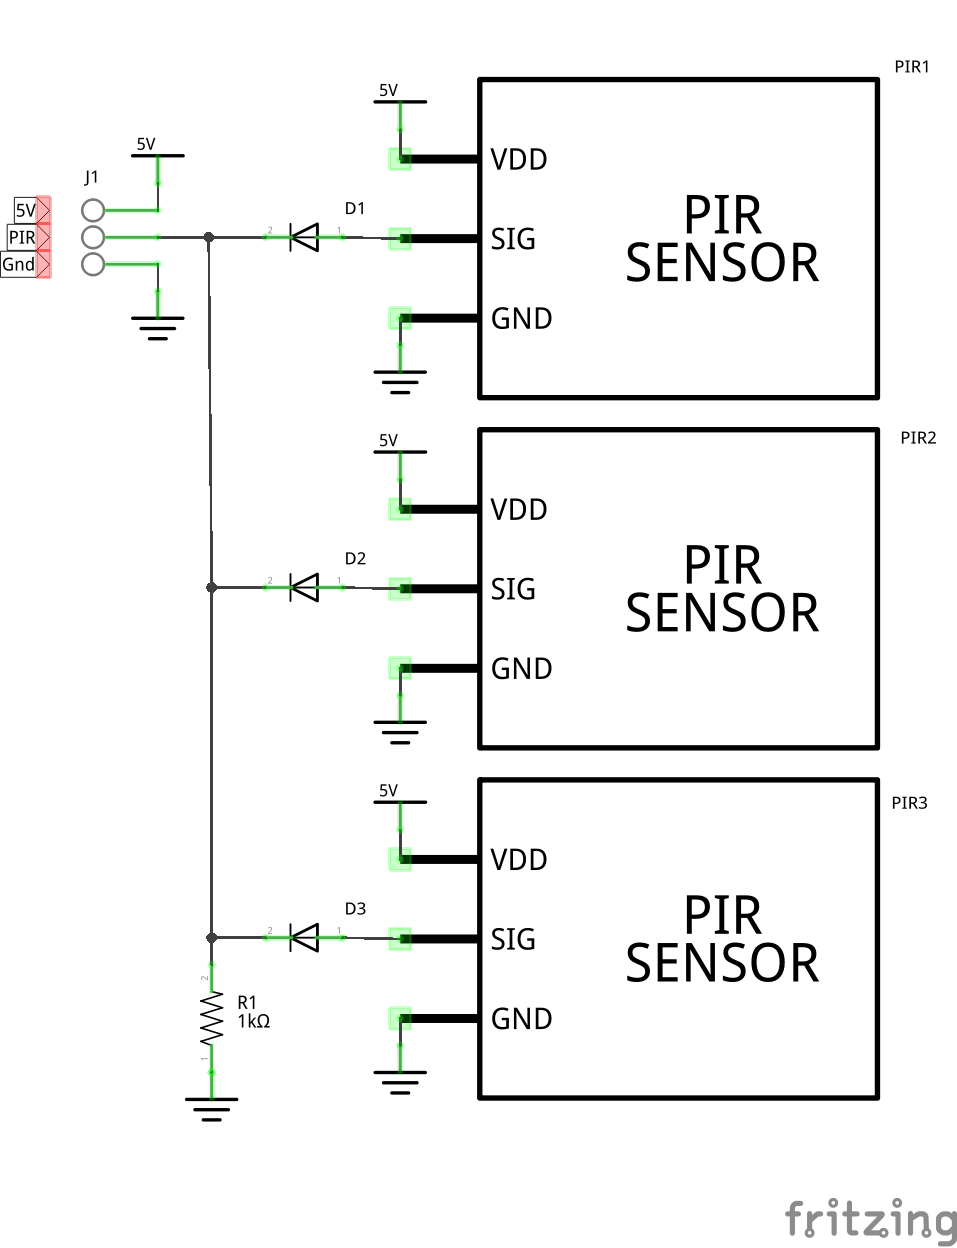 PIR1
5V
VDD
SIG
GND
PIR
SENSOR
5V
J1
5V
PIR
Gnd
D1
2
1
PIR2
5V
VDD
SIG
GND
PIR
SENSOR
D2
2
1
PIR3
5V
VDD
SIG
GND
PIR
SENSOR
D3
2
1
2
R1
1kΩ
1
fritzing